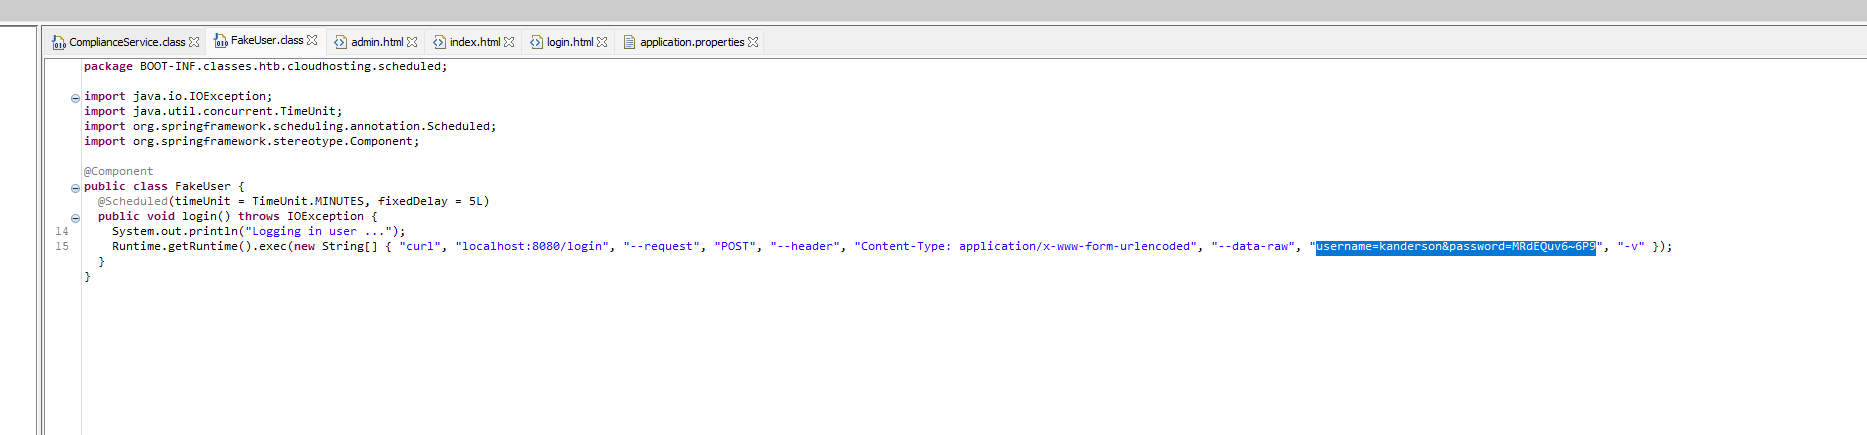 ComplianceService.class FakeUser.class admin.html index.html login.html application.properties
package BOOT-INF.classes.htb.cloudhosting.scheduled;
import java.io.IOException;
import java.util.concurrent.TimeUnit;
import org.springframework.scheduling.annotation.Scheduled;
import org.springframework.stereotype.Component;
@Component
public class FakeUser {
@Scheduled(timeUnit = TimeUnit.MINUTES, fixedDelay = 5L)
public void login() throws IOException {
14 System.out.println("Logging in user ...");
15 Runtime.getRuntime().exec(new String[] { "curl", "localhost:8080/login", "--request", "POST", "--header", "Content-Type: application/x-www-form-urlencoded", "--data-raw", "username=kanderson&password=MRdEQuv6~6P9", "-v" });
}
}